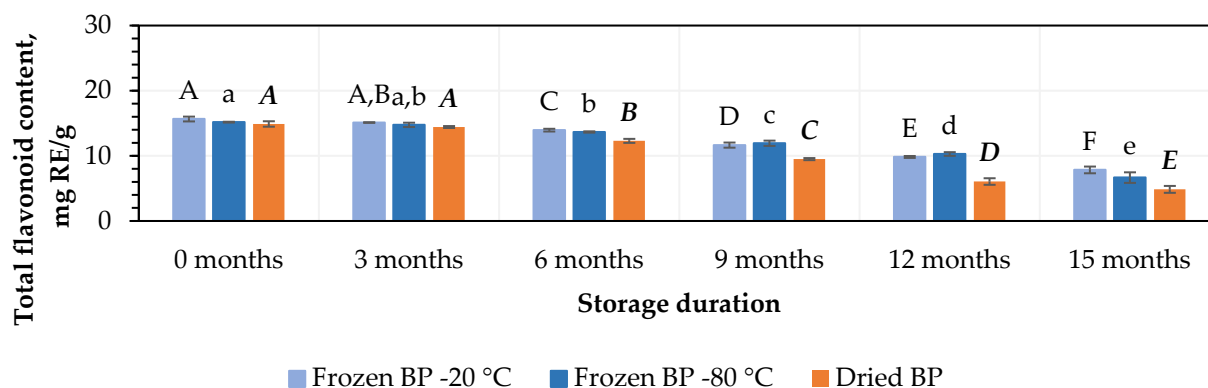 Total flavonoid content,
mg RE/g
30
20
10
0
A a A
A,B a,b A
C b B
D c C
E d D
F e E
0 months 3 months 6 months 9 months 12 months 15 months
Storage duration
Frozen BP -20 °C Frozen BP -80 °C Dried BP